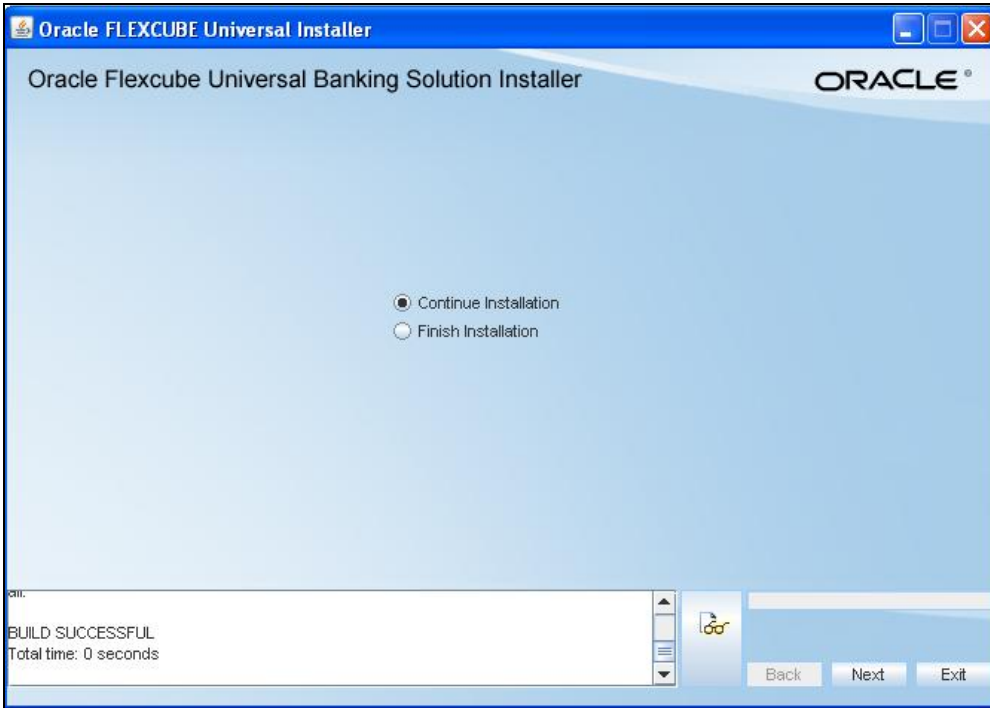 Oracle FLEXCUBE Universal Installer
Oracle Flexcube Universal Banking Solution Installer
ORACLE®
Continue Installation
Finish Installation
all:
BUILD SUCCESSFUL
Total time: 0 seconds
Back Next Exit